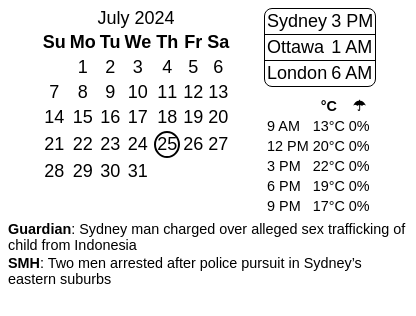 July 2024
Su Mo Tu We Th Fr Sa
1 2 3 4 5 6
7 8 9 10 11 12 13
14 15 16 17 18 19 20
21 22 23 24 25 26 27
28 29 30 31
Sydney 3 PM
Ottawa 1 AM
London 6 AM
°C ☂
9 AM 13°C 0%
12 PM 20°C 0%
3 PM 22°C 0%
6 PM 19°C 0%
9 PM 17°C 0%
Guardian: Sydney man charged over alleged sex trafficking of
child from Indonesia
SMH: Two men arrested after police pursuit in Sydney’s
eastern suburbs